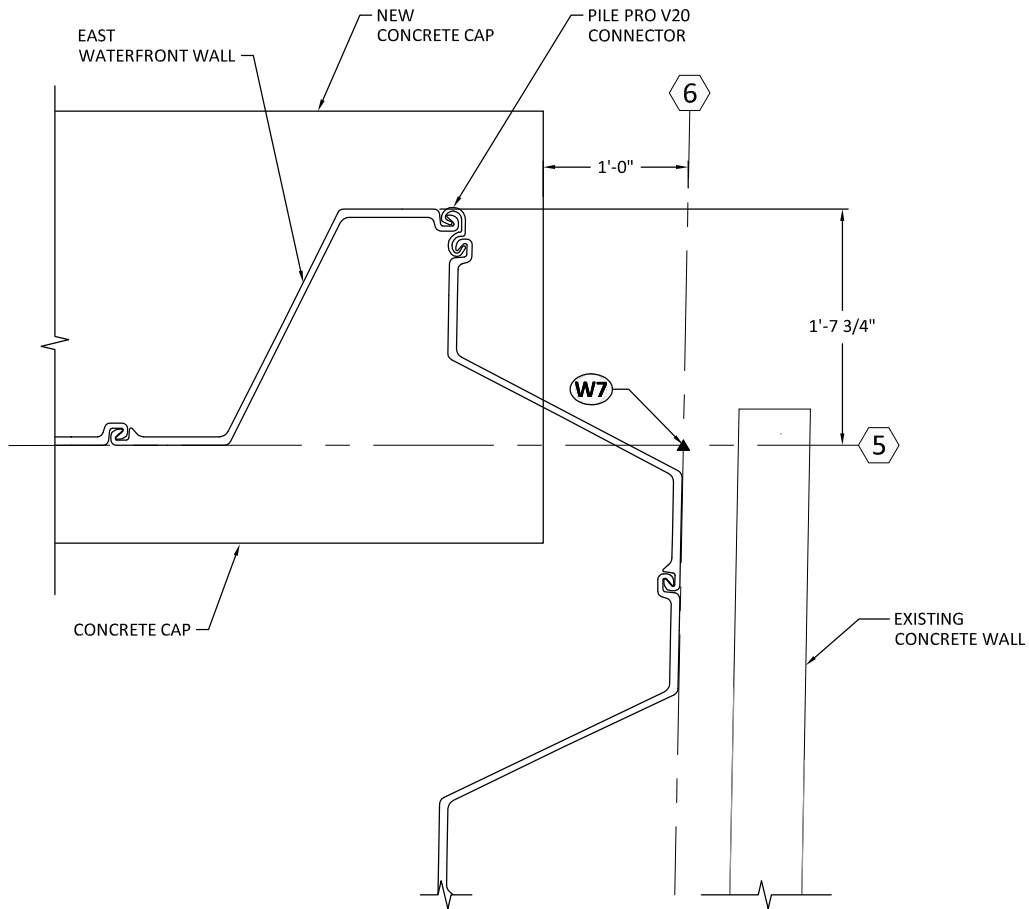 NEW
CONCRETE CAP
PILE PRO V20
CONNECTOR
EAST
WATERFRONT WALL
6
1'-0"
1'-7 3/4"
W7
5
CONCRETE CAP
EXISTING
CONCRETE WALL